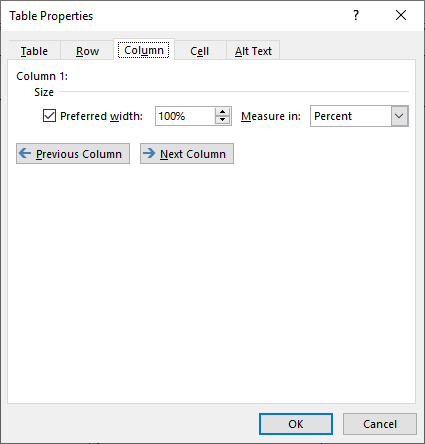 Table Properties
?
Table Row Column Cell Alt Text
Column 1:
Size
Preferred width: 100% Measure in: Percent
Previous Column Next Column
OK Cancel